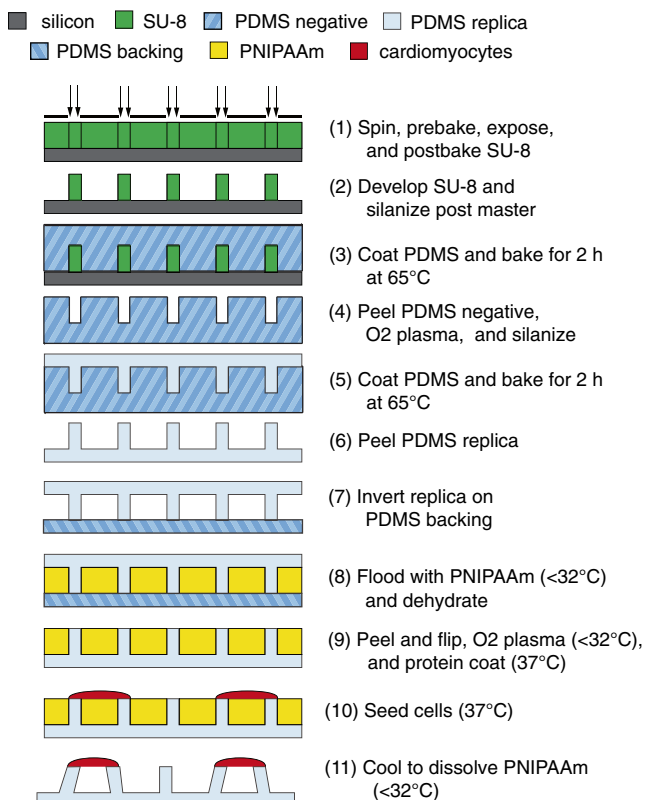 silicon SU-8 PDMS negative PDMS replica
PDMS backing PNIPAAm cardiomyocytes
(1) Spin, prebake, expose,
and postbake SU-8
(2) Develop SU-8 and
silanize post master
(3) Coat PDMS and bake for 2 h
at 65°C
(4) Peel PDMS negative,
O2 plasma, and silanize
(5) Coat PDMS and bake for 2 h
at 65°C
(6) Peel PDMS replica
(7) Invert replica on
PDMS backing
(8) Flood with PNIPAAm (<32°C)
and dehydrate
(9) Peel and flip, O2 plasma (<32°C),
and protein coat (37°C)
(10) Seed cells (37°C)
(11) Cool to dissolve PNIPAAm
(<32°C)